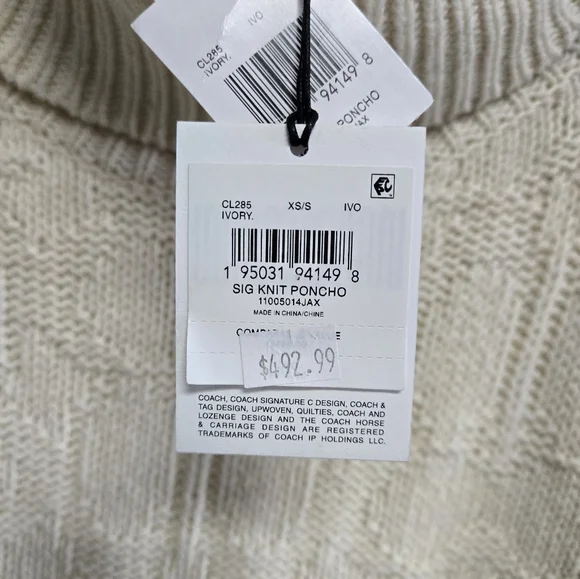 CL285 IVO
IVORY.
94149 8
PONCHO
JAX
CL285 XS/S IVO
IVORY.
1 95031 94149 8
SIG KNIT PONCHO
11005014JAX
MADE IN CHINA/CHINE
$492.99
COACH, COACH SIGNATURE C DESIGN, COACH &
TAG DESIGN, UPWOVEN, QUILTIES, COACH AND
LOZENGE DESIGN AND THE COACH HORSE
& CARRIAGE DESIGN ARE REGISTERED
TRADEMARKS OF COACH IP HOLDINGS LLC.